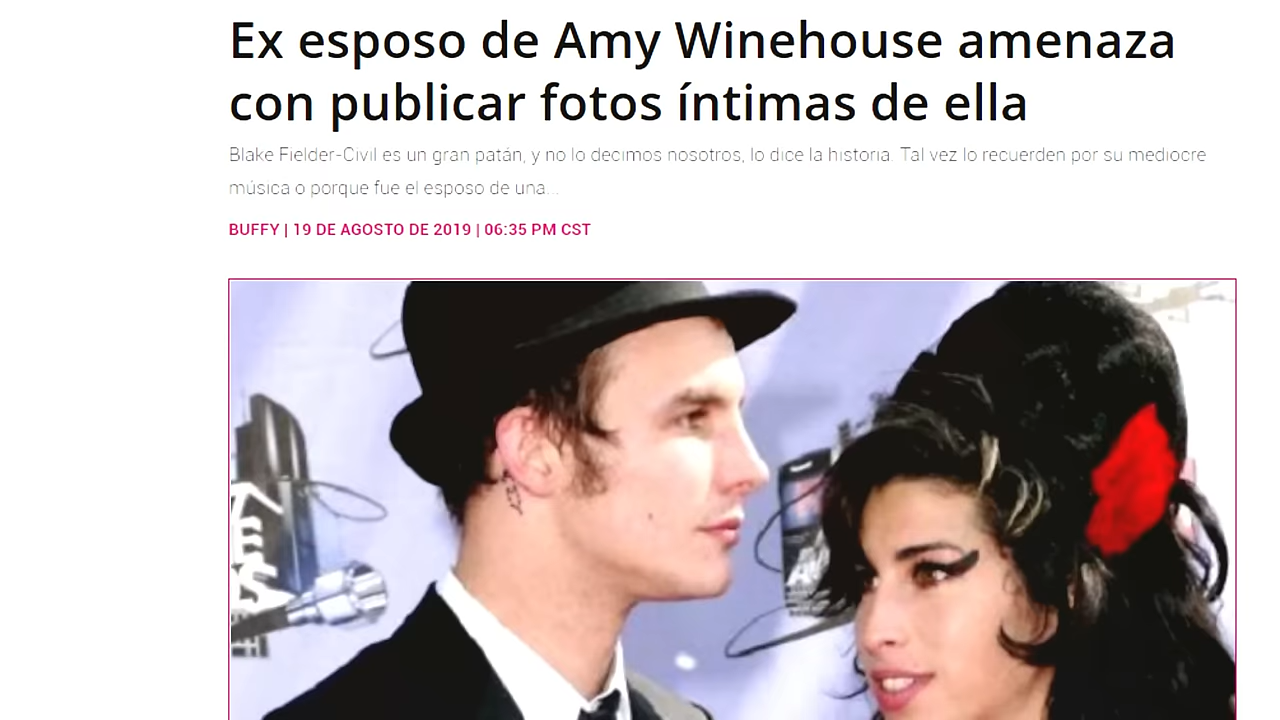 Ex esposo de Amy Winehouse amenaza
con publicar fotos íntimas de ella
Blake Fielder-Civil es un gran patán, y no lo decimos nosotros, lo dice la historia. Tal vez lo recuerden por su mediocre
música o porque fue el esposo de una...
BUFFY | 19 DE AGOSTO DE 2019 | 06:35 PM CST